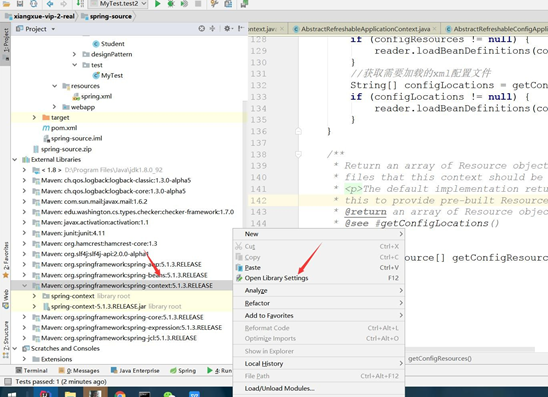 MyTest.test2
xiangxue-vip-2-real
spring-source
Project
Student
designPattern
test
MyTest
resources
spring.xml
webapp
target
pom.xml
spring-source.iml
spring-source.zip
External Libraries
< 1.8 > D:\Program Files\Java\jdk1.8.0_92
Maven: ch.qos.logback:logback-classic:1.3.0-alpha5
Maven: ch.qos.logback:logback-core:1.3.0-alpha5
Maven: com.sun.mail:javax.mail:1.6.2
Maven: edu.washington.cs.types.checker:checker-framework:1.7.0
Maven: javax.activation:activation:1.1
Maven: junit:junit:4.11
Maven: org.hamcrest:hamcrest-core:1.3
Maven: org.slf4j:slf4j-api:2.0.0-alpha1
Maven: org.springframework:spring-aop:5.1.3.RELEASE
Maven: org.springframework:spring-beans:5.1.3.RELEASE
Maven: org.springframework:spring-context:5.1.3.RELEASE
spring-context library root
spring-context-5.1.3.RELEASE.jar library root
Maven: org.springframework:spring-core:5.1.3.RELEASE
Maven: org.springframework:spring-expression:5.1.3.RELEASE
Maven: org.springframework:spring-jcl:5.1.3.RELEASE
Scratches and Consoles
Extensions
1: Project
2: Favorites
Web
Z: Structure
Terminal
Messages
Java Enterprise
Spring
4: Run
Tests passed: 1 (2 minutes ago)
ontext.java
AbstractRefreshableApplicationContext.java
AbstractRefreshableConfigApplic
128 if (configResources != null) {
129 reader.loadBeanDefinitions(co
130 }
131 //获取需要加载的xml配置文件
132 String[] configLocations = getCon
133 if (configLocations != null) {
134 reader.loadBeanDefinitions(co
135 }
136 }
137
138 /**
139 * Return an array of Resource object
140 * files that this context should be
141 * <p>The default implementation retu
142 * this to provide pre-built Resource
143 * @return an array of Resource objec
144 * @see #getConfigLocations()
source[] getConfigResourc
getConfigResources()
New
Cut Ctrl+X
Copy Ctrl+C
Paste Ctrl+V
Open Library Settings F12
Analyze
Refactor
Add to Favorites
Reformat Code Ctrl+Alt+L
Optimize Imports Ctrl+Alt+O
Show in Explorer
Local History
File Path Ctrl+Alt+F12
Load/Unload Modules...